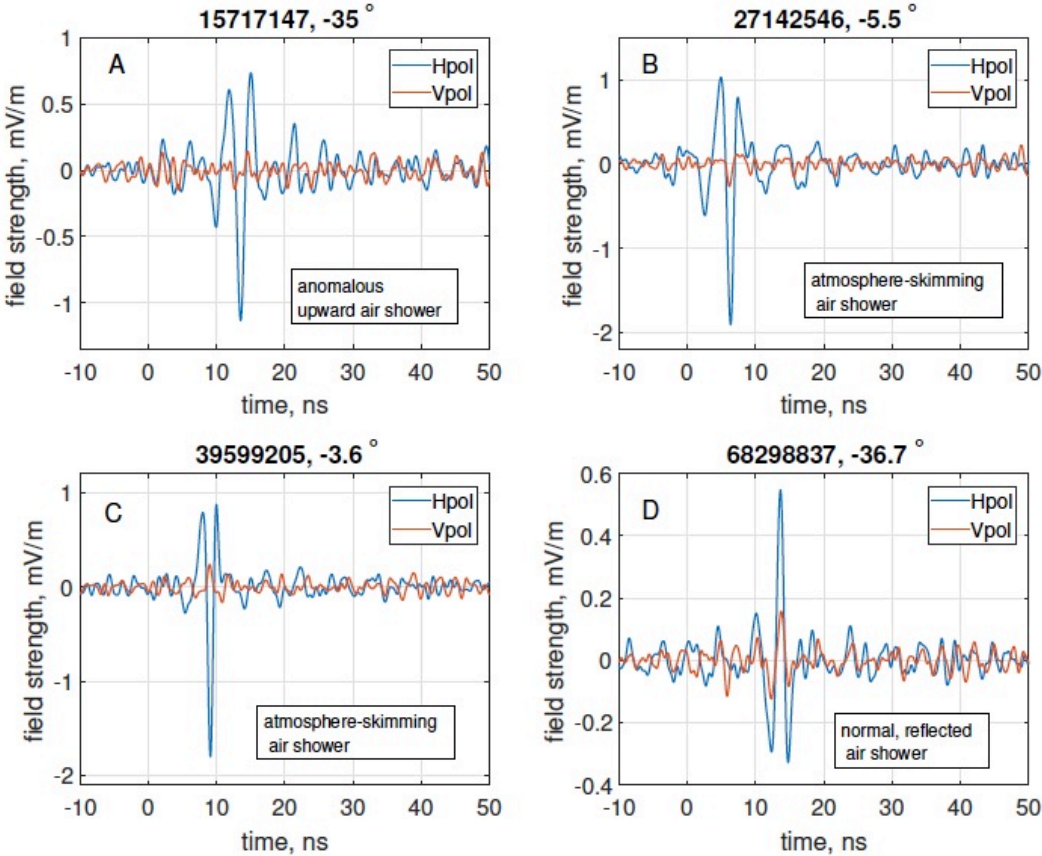 15717147, -35 °
A
Hpol
Vpol
1
0.5
0
-0.5
-1
field strength, mV/m
anomalous
upward air shower
-10 0 10 20 30 40 50
time, ns
27142546, -5.5 °
B
Hpol
Vpol
1
0
-1
-2
field strength, mV/m
atmosphere-skimming
air shower
-10 0 10 20 30 40 50
time, ns
39599205, -3.6 °
C
Hpol
Vpol
1
0
-1
-2
field strength, mV/m
atmosphere-skimming
air shower
-10 0 10 20 30 40 50
time, ns
68298837, -36.7 °
D
Hpol
Vpol
0.6
0.4
0.2
0
-0.2
-0.4
field strength, mV/m
normal, reflected
air shower
-10 0 10 20 30 40 50
time, ns